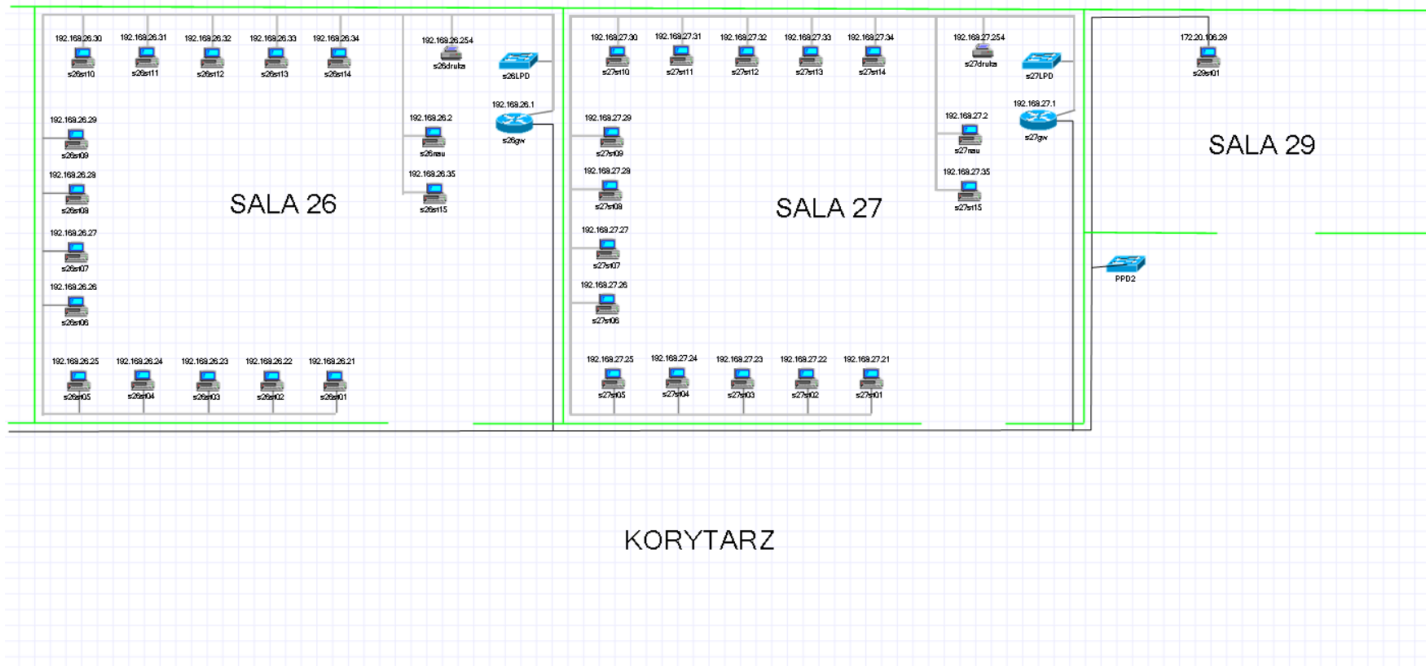 192.168.26.30
s26st10
192.168.26.31
s26st11
192.168.26.32
s26st12
192.168.26.33
s26st13
192.168.26.34
s26st14
192.168.26.254
s26druka
s26LPD
192.168.26.1
s26gw
192.168.26.2
s26nau
192.168.26.35
s26st15
192.168.26.29
s26st09
192.168.26.28
s26st08
192.168.26.27
s26st07
192.168.26.26
s26st06
SALA 26
192.168.26.25
s26st05
192.168.26.24
s26st04
192.168.26.23
s26st03
192.168.26.22
s26st02
192.168.26.21
s26st01
192.168.27.30
s27st10
192.168.27.31
s27st11
192.168.27.32
s27st12
192.168.27.33
s27st13
192.168.27.34
s27st14
192.168.27.254
s27druka
s27LPD
192.168.27.1
s27gw
192.168.27.2
s27nau
192.168.27.35
s27st15
192.168.27.29
s27st09
192.168.27.28
s27st08
192.168.27.27
s27st07
192.168.27.26
s27st06
SALA 27
192.168.27.25
s27st05
192.168.27.24
s27st04
192.168.27.23
s27st03
192.168.27.22
s27st02
192.168.27.21
s27st01
172.20.106.29
s29st01
SALA 29
PPD2
KORYTARZ